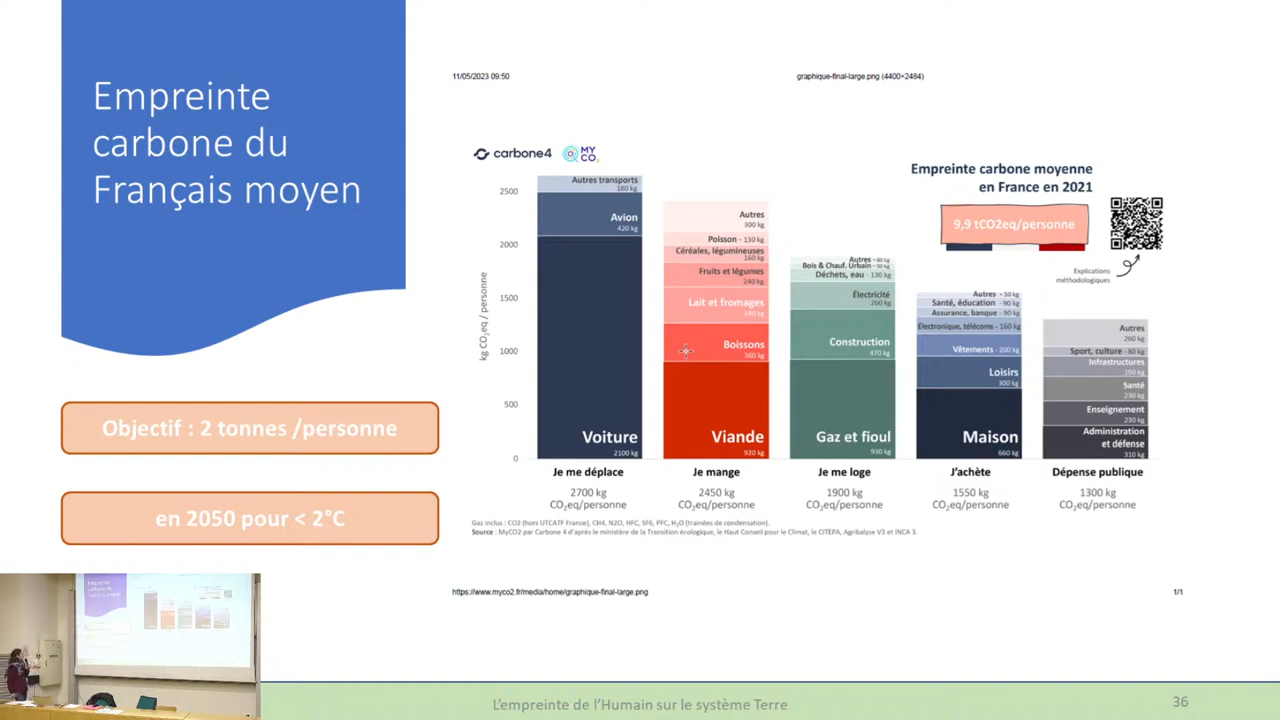 Empreinte
carbone du
Français moyen
Objectif : 2 tonnes /personne
en 2050 pour < 2°C
11/05/2023 09:50
graphique-final-large.png (4400×2484)
carbone4
MY
CO₂
Empreinte carbone moyenne
en France en 2021
9,9 tCO2eq/personne
Explications
méthodologiques
kg CO₂eq / personne
2500
2000
1500
1000
500
0
Autres transports
180 kg
Avion
420 kg
Voiture
2100 kg
Je me déplace
2700 kg
CO₂eq/personne
Autres
300 kg
Poisson - 130 kg
Céréales, légumineuses
160 kg
Fruits et légumes
240 kg
Lait et fromages
340 kg
Boissons
360 kg
Viande
920 kg
Je mange
2450 kg
CO₂eq/personne
Autres -
Bois & Chauf. Urbain -
Déchets, eau - 130 kg
Électricité
260 kg
Construction
470 kg
Gaz et fioul
930 kg
Je me loge
1900 kg
CO₂eq/personne
Autres - 50 kg
Santé, éducation - 90 kg
Assurance, banque - 90 kg
Électronique, télécoms - 160 kg
Vêtements - 200 kg
Loisirs
300 kg
Maison
660 kg
J'achète
1550 kg
CO₂eq/personne
Autres
260 kg
Sport, culture - 80 kg
Infrastructures
190 kg
Santé
230 kg
Enseignement
230 kg
Administration
et défense
310 kg
Dépense publique
1300 kg
CO₂eq/personne
Gaz inclus : CO2 (hors UTCATF France), CH4, N2O, HFC, SF6, PFC, H₂O (trainées de condensation).
Source : MyCO2 par Carbone 4 d'après le ministère de la Transition écologique, le Haut Conseil pour le Climat, le CITEPA, Agribalyse V3 et INCA 3.
https://www.myco2.fr/media/home/graphique-final-large.png
1/1
L'empreinte de l'Humain sur le système Terre
36